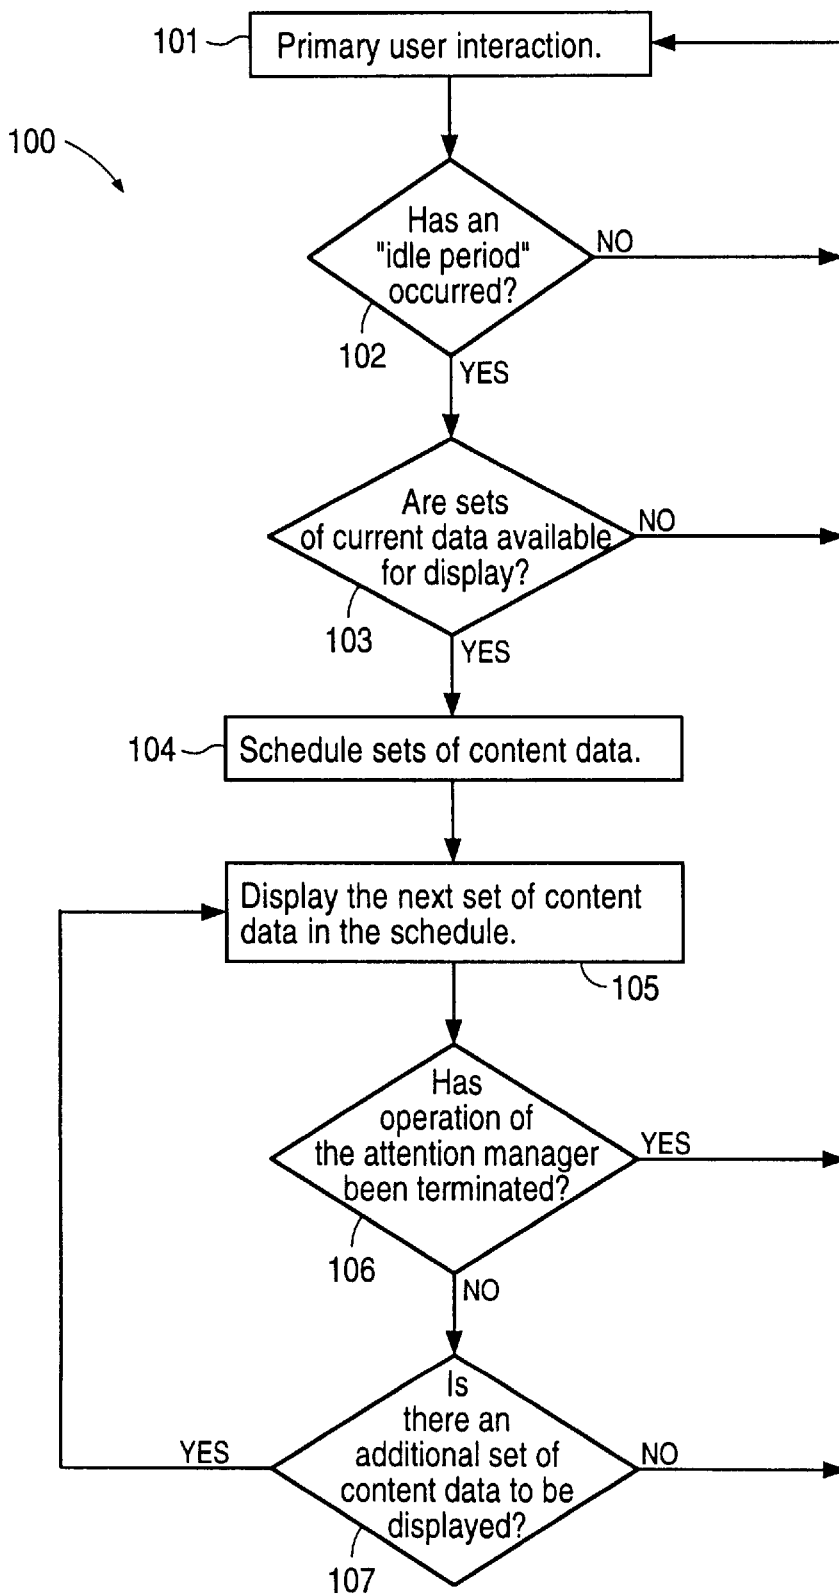 101
Primary user interaction.
100
Has an
"idle period"
occurred?
NO
102
YES
Are sets
of current data available
for display?
NO
103
YES
104
Schedule sets of content data.
Display the next set of content
data in the schedule.
105
Has
operation of
the attention manager
been terminated?
YES
106
NO
Is
there an
additional set of
content data to be
displayed?
YES
NO
107